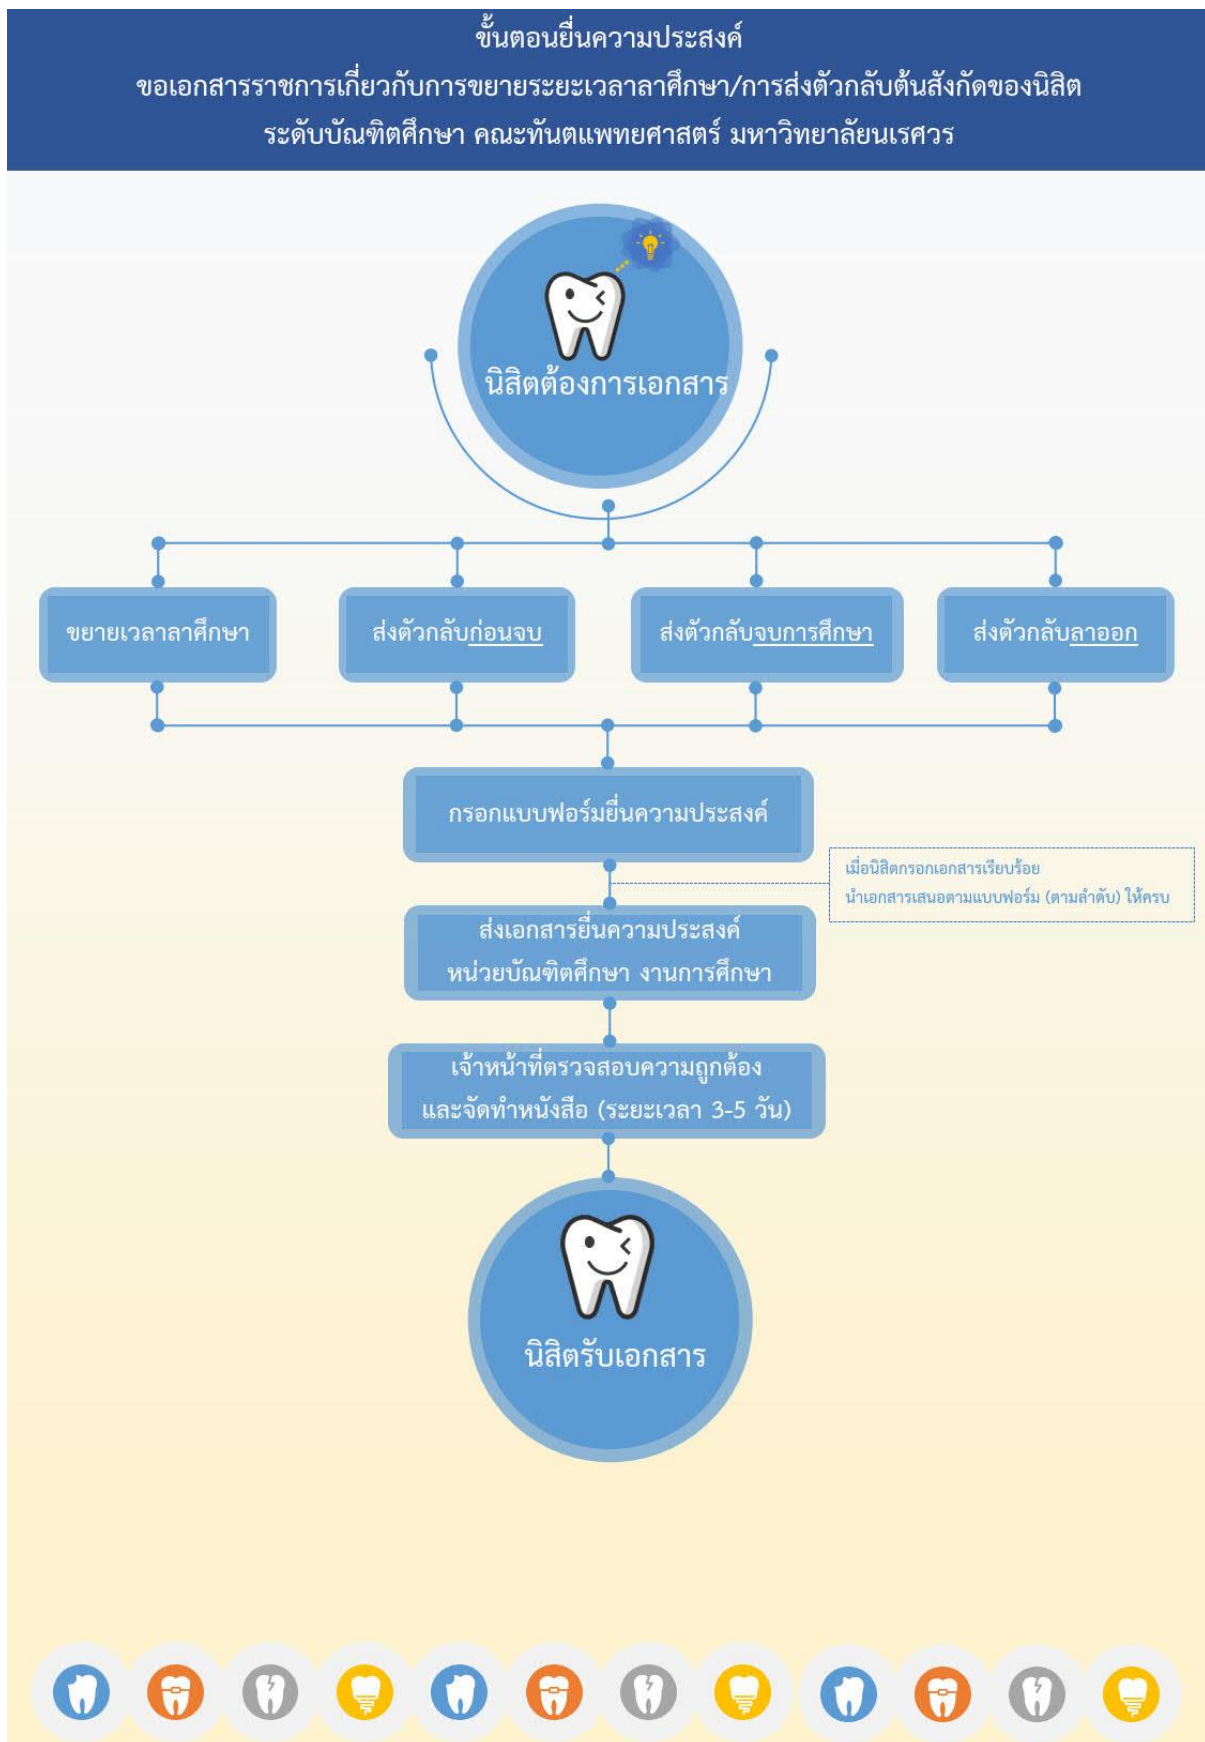 ขั้นตอนยื่นความประสงค์
ขอเอกสารราชการเกี่ยวกับการขยายระยะเวลาลาศึกษา/การส่งตัวกลับต้นสังกัดของนิสิต
ระดับบัณฑิตศึกษา คณะทันตแพทยศาสตร์ มหาวิทยาลัยนเรศวร
นิสิตต้องการเอกสาร
ขยายเวลาลาศึกษา
ส่งตัวกลับก่อนจบ
ส่งตัวกลับจบการศึกษา
ส่งตัวกลับลาออก
กรอกแบบฟอร์มยื่นความประสงค์
เมื่อนิสิตกรอกเอกสารเรียบร้อย
นำเอกสารเสนอตามแบบฟอร์ม (ตามลำดับ) ให้ครบ
ส่งเอกสารยื่นความประสงค์
หน่วยบัณฑิตศึกษา งานการศึกษา
เจ้าหน้าที่ตรวจสอบความถูกต้อง
และจัดทำหนังสือ (ระยะเวลา 3-5 วัน)
นิสิตรับเอกสาร